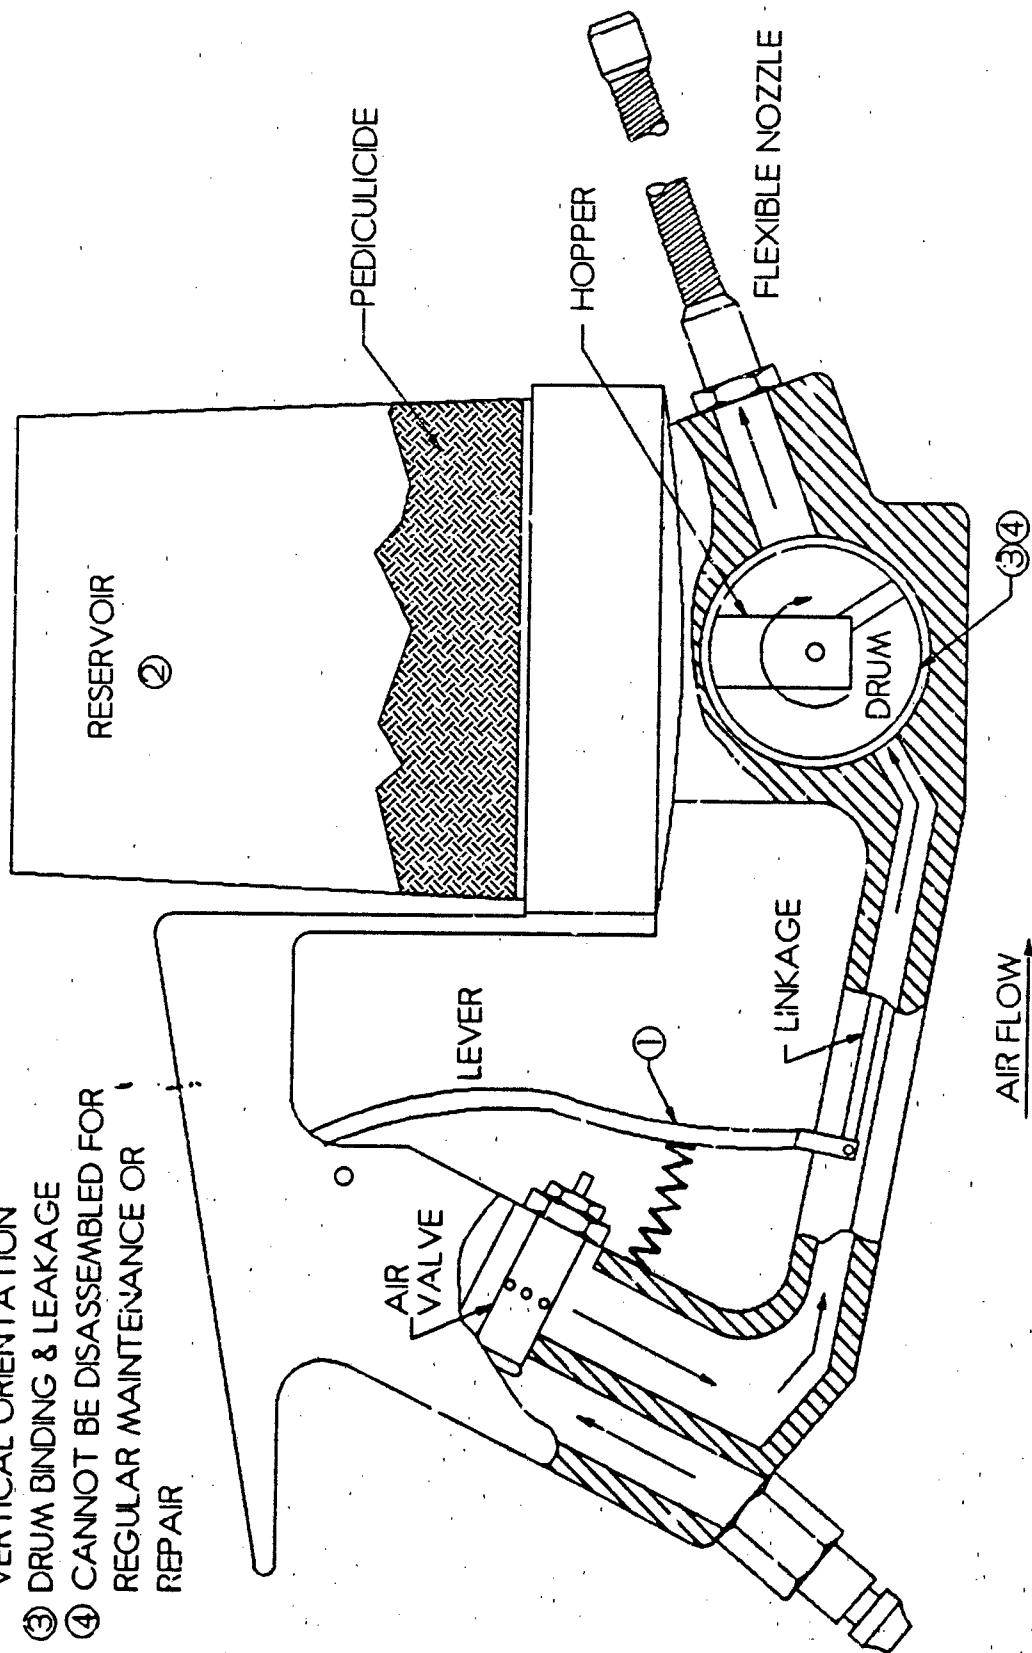 VERTICAL ORIENTATION
③ DRUM BINDING & LEAKAGE
④ CANNOT BE DISASSEMBLED FOR
REGULAR MAINTENANCE OR
REPAIR
RESERVOIR
②
PEDICULICIDE
HOPPER
FLEXIBLE NOZZLE
LEVER
①
AIR
VALVE
LINKAGE
DRUM
③④
AIR FLOW